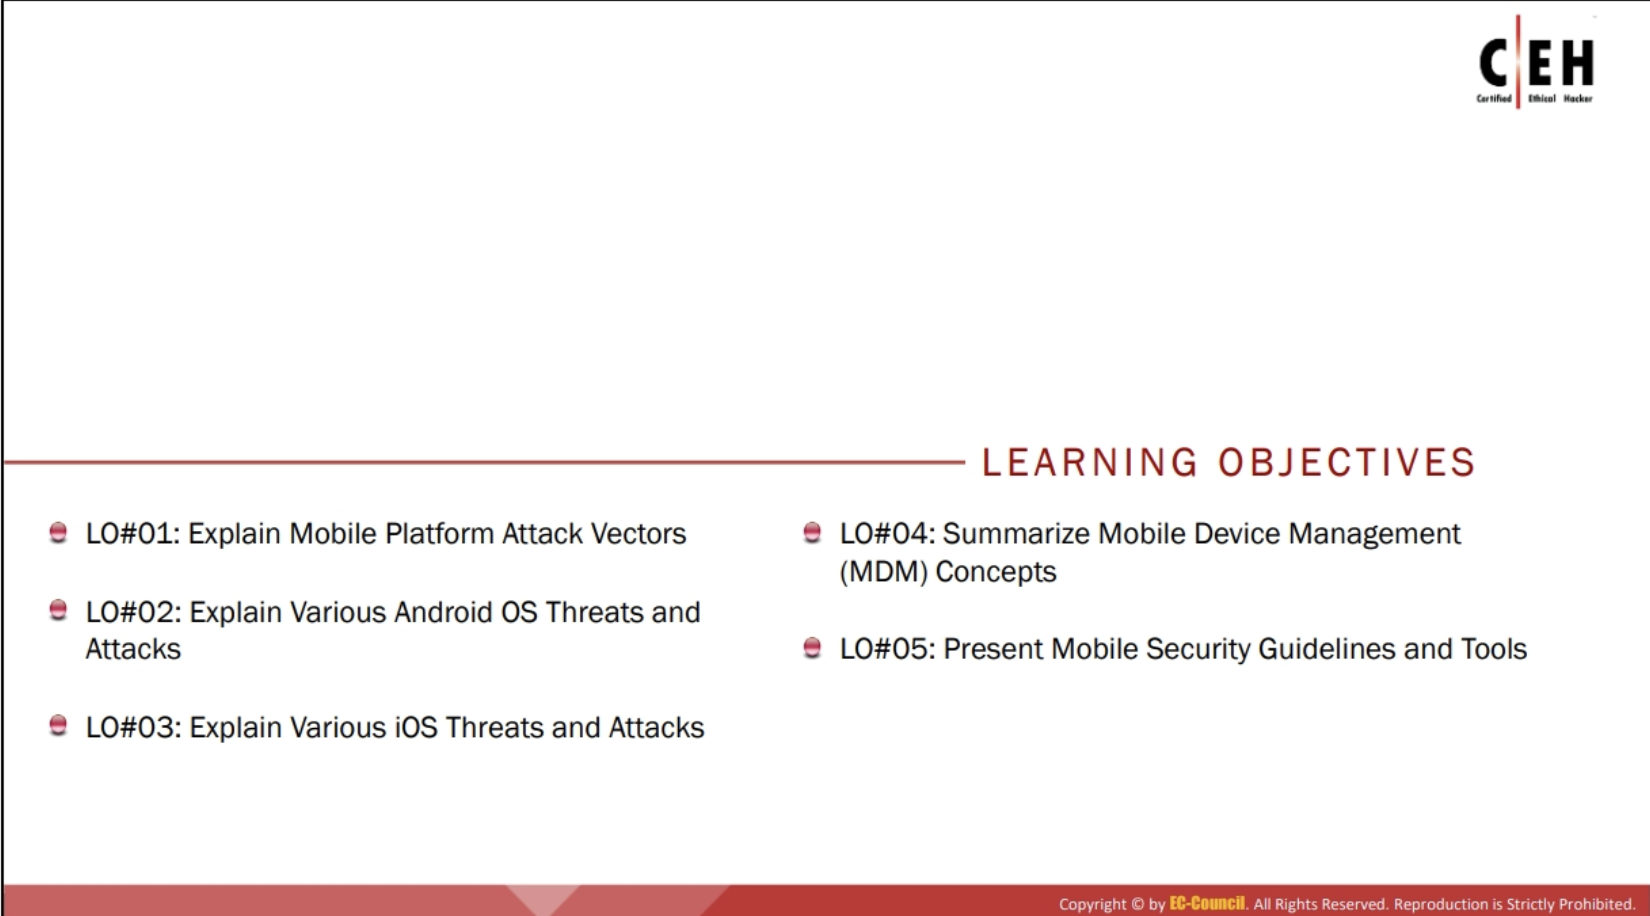 C EH
Certified Ethical Hacker
LEARNING OBJECTIVES
LO#01: Explain Mobile Platform Attack Vectors
LO#02: Explain Various Android OS Threats and
Attacks
LO#03: Explain Various iOS Threats and Attacks
LO#04: Summarize Mobile Device Management
(MDM) Concepts
LO#05: Present Mobile Security Guidelines and Tools
Copyright © by EC-Council. All Rights Reserved. Reproduction is Strictly Prohibited.